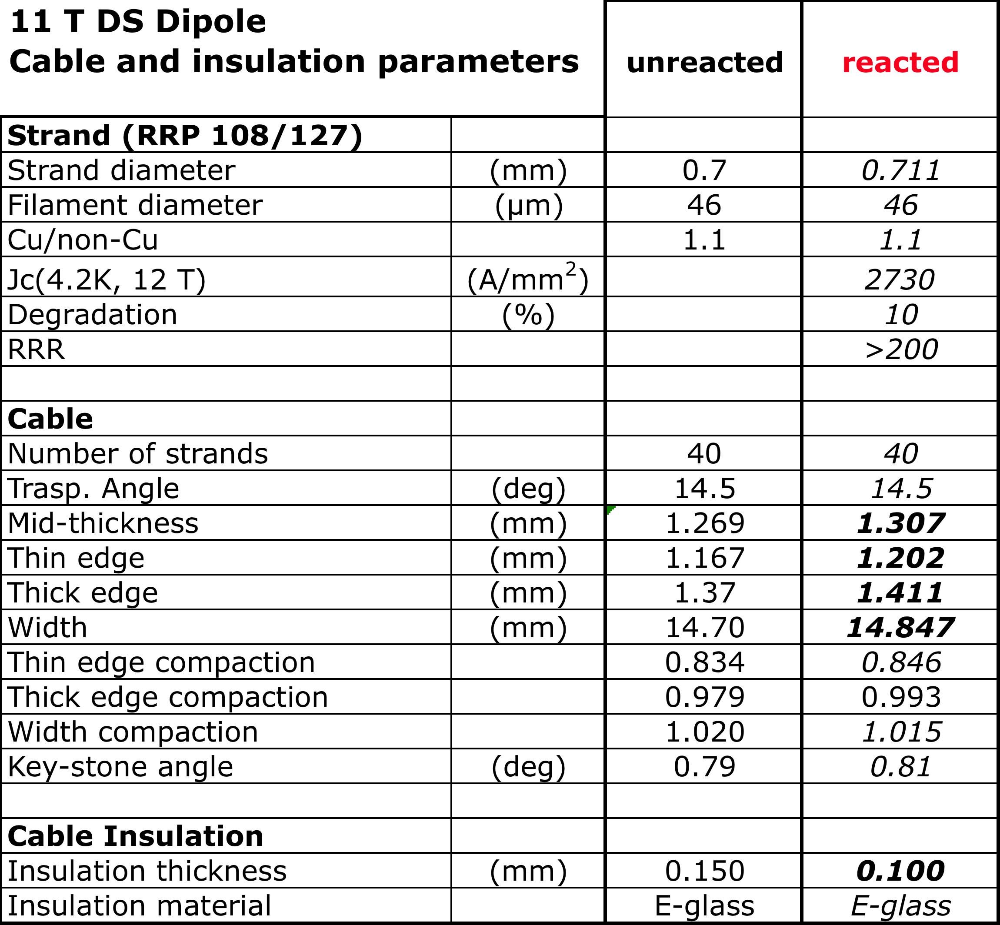 11 T DS Dipole
Cable and insulation parameters unreacted reacted
Strand (RRP 108/127)
Strand diameter (mm) 0.7 0.711
Filament diameter (µm) 46 46
Cu/non-Cu 1.1 1.1
Jc(4.2K, 12 T) (A/mm²) 2730
Degradation (%) 10
RRR >200
Cable
Number of strands 40 40
Trasp. Angle (deg) 14.5 14.5
Mid-thickness (mm) 1.269 1.307
Thin edge (mm) 1.167 1.202
Thick edge (mm) 1.37 1.411
Width (mm) 14.70 14.847
Thin edge compaction 0.834 0.846
Thick edge compaction 0.979 0.993
Width compaction 1.020 1.015
Key-stone angle (deg) 0.79 0.81
Cable Insulation
Insulation thickness (mm) 0.150 0.100
Insulation material E-glass E-glass